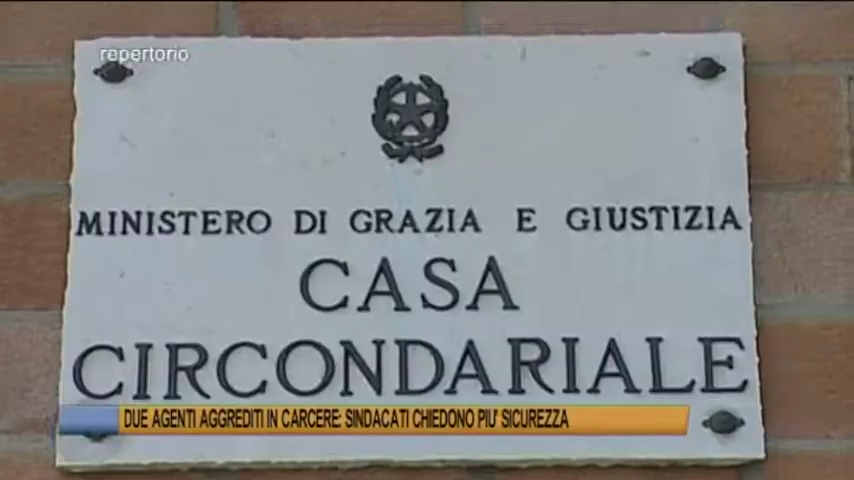 repertorio
MINISTERO DI GRAZIA E GIUSTIZIA
CASA
CIRCONDARIALE
DUE AGENTI AGGREDITI IN CARCERE: SINDACATI CHIEDONO PIU' SICUREZZA